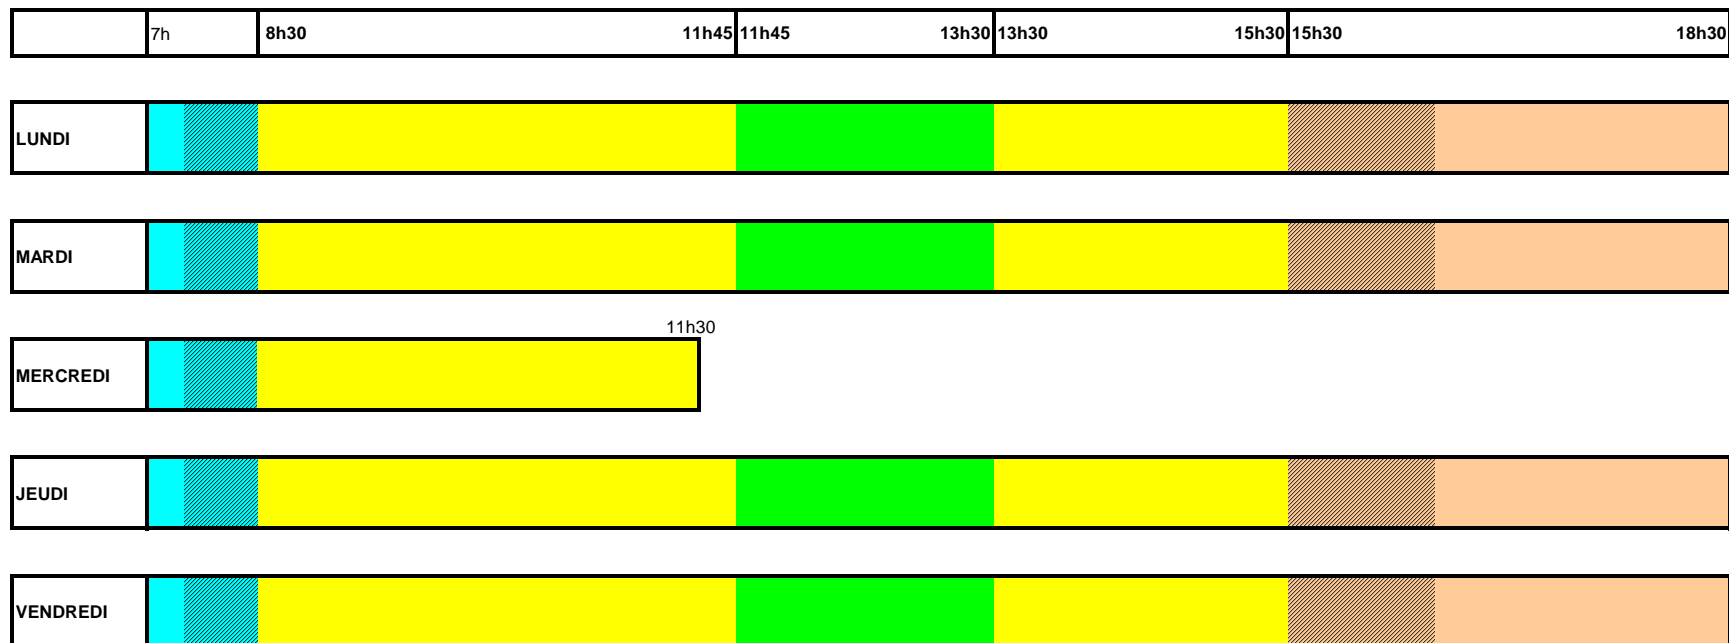 7h 8h30 11h45 11h45 13h30 13h30 15h30 15h30 18h30
LUNDI
MARDI
11h30
MERCREDI
JEUDI
VENDREDI